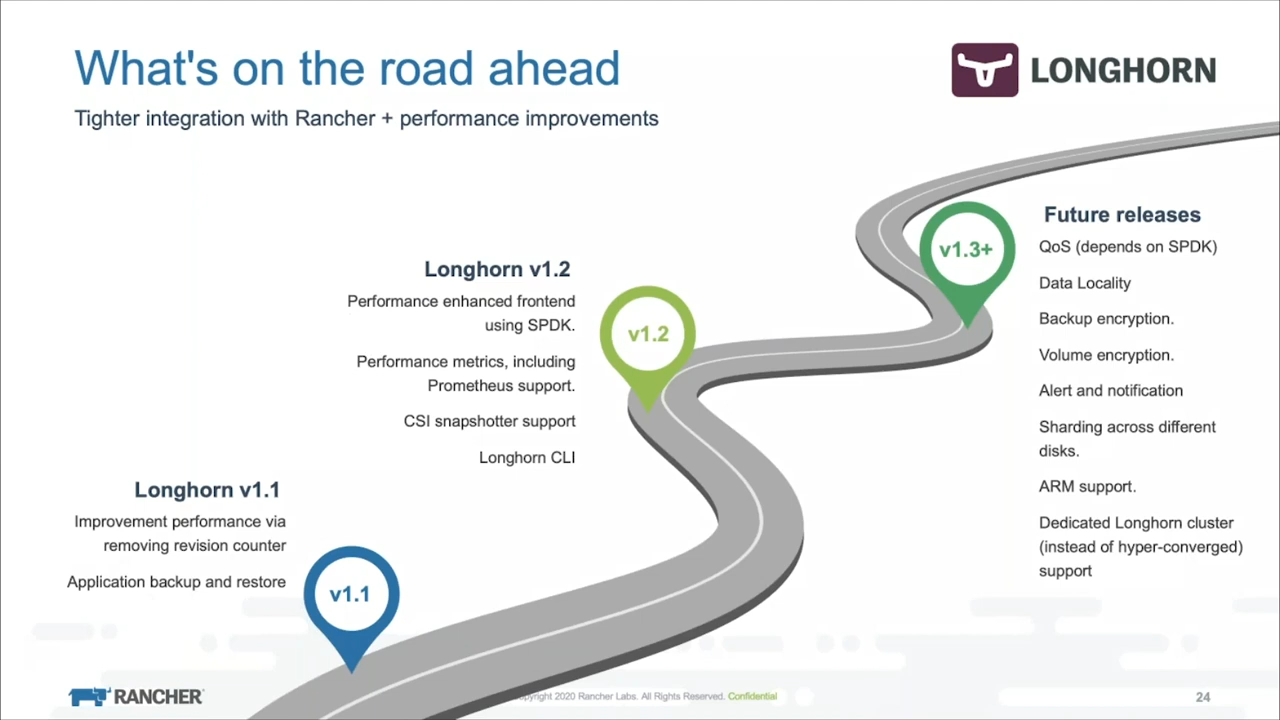 What's on the road ahead
LONGHORN
Tighter integration with Rancher + performance improvements
Longhorn v1.1
Improvement performance via
removing revision counter
Application backup and restore
v1.1
Longhorn v1.2
Performance enhanced frontend
using SPDK.
Performance metrics, including
Prometheus support.
CSI snapshotter support
Longhorn CLI
v1.2
v1.3+
Future releases
QoS (depends on SPDK)
Data Locality
Backup encryption.
Volume encryption.
Alert and notification
Sharding across different
disks.
ARM support.
Dedicated Longhorn cluster
(instead of hyper-converged)
support
RANCHER
2020 Rancher Labs. All Rights Reserved. Confidential
24